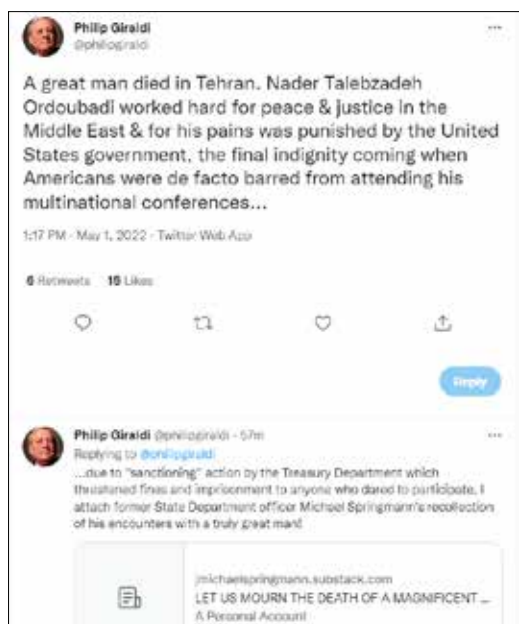 Philip Giraldi
@philipgiraldi
A great man died in Tehran. Nader Talebzadeh
Ordoubadi worked hard for peace & justice in the
Middle East & for his pains was punished by the United
States government, the final indignity coming when
Americans were de facto barred from attending his
multinational conferences...
1:17 PM · May 1, 2022 · Twitter Web App
6 Retweets 15 Likes
Reply
Philip Giraldi @philipgiraldi · 57m
Replying to @philipgiraldi
...due to "sanctioning" action by the Treasury Department which
threatened fines and imprisonment to anyone who dared to participate. I
attach former State Department officer Michael Springmann's recollection
of his encounters with a truly great man!
michaelspringmann.substack.com
LET US MOURN THE DEATH OF A MAGNIFICENT ...
A Personal Account